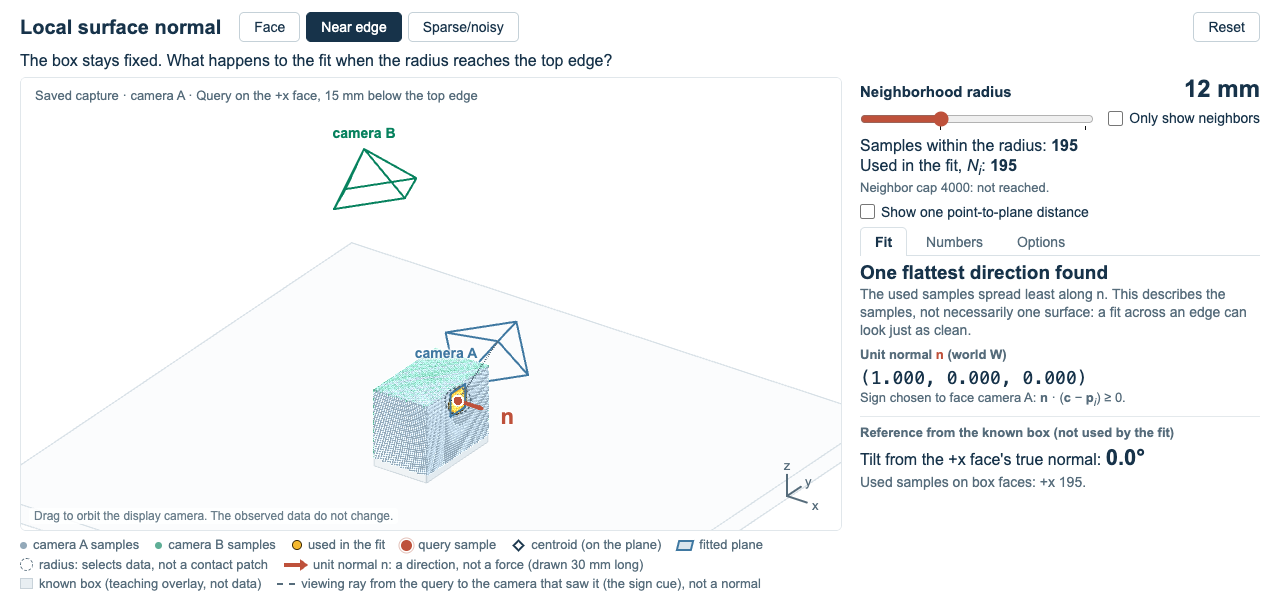 Local surface normal
Face
Near edge
Sparse/noisy
Reset
The box stays fixed. What happens to the fit when the radius reaches the top edge?
Saved capture · camera A · Query on the +x face, 15 mm below the top edge
camera B
camera A
n
z
y
x
Drag to orbit the display camera. The observed data do not change.
camera A samples
camera B samples
used in the fit
query sample
centroid (on the plane)
fitted plane
radius: selects data, not a contact patch
unit normal n: a direction, not a force (drawn 30 mm long)
known box (teaching overlay, not data)
viewing ray from the query to the camera that saw it (the sign cue), not a normal
Neighborhood radius
12 mm
Only show neighbors
Samples within the radius: 195
Used in the fit, Nᵢ: 195
Neighbor cap 4000: not reached.
Show one point-to-plane distance
Fit
Numbers
Options
One flattest direction found
The used samples spread least along n. This describes the
samples, not necessarily one surface: a fit across an edge can
look just as clean.
Unit normal n (world W)
(1.000, 0.000, 0.000)
Sign chosen to face camera A: n · (c − pᵢ) ≥ 0.
Reference from the known box (not used by the fit)
Tilt from the +x face's true normal: 0.0°
Used samples on box faces: +x 195.